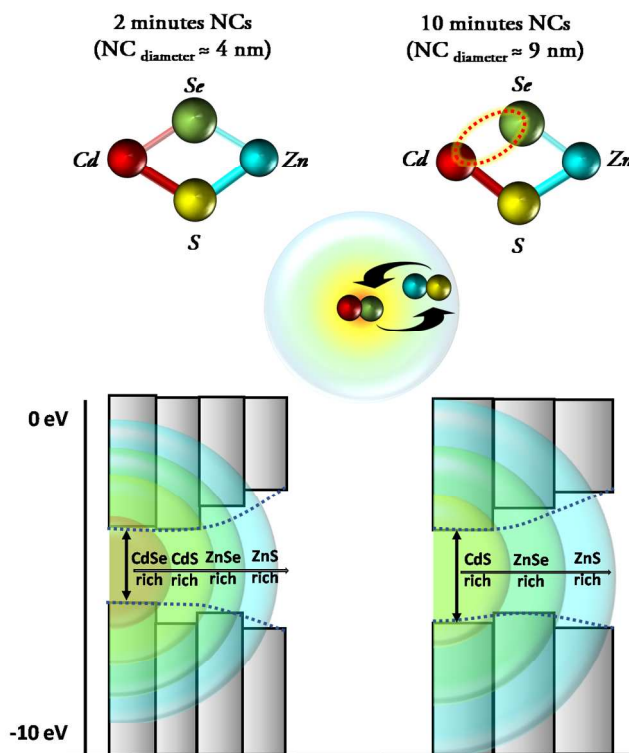 2 minutes NCs
(NC diameter ≈ 4 nm)
Se
Cd
Zn
S
10 minutes NCs
(NC diameter ≈ 9 nm)
Se
Cd
Zn
S
0 eV
-10 eV
CdSe rich
CdS rich
ZnSe rich
ZnS rich
CdS rich
ZnSe rich
ZnS rich